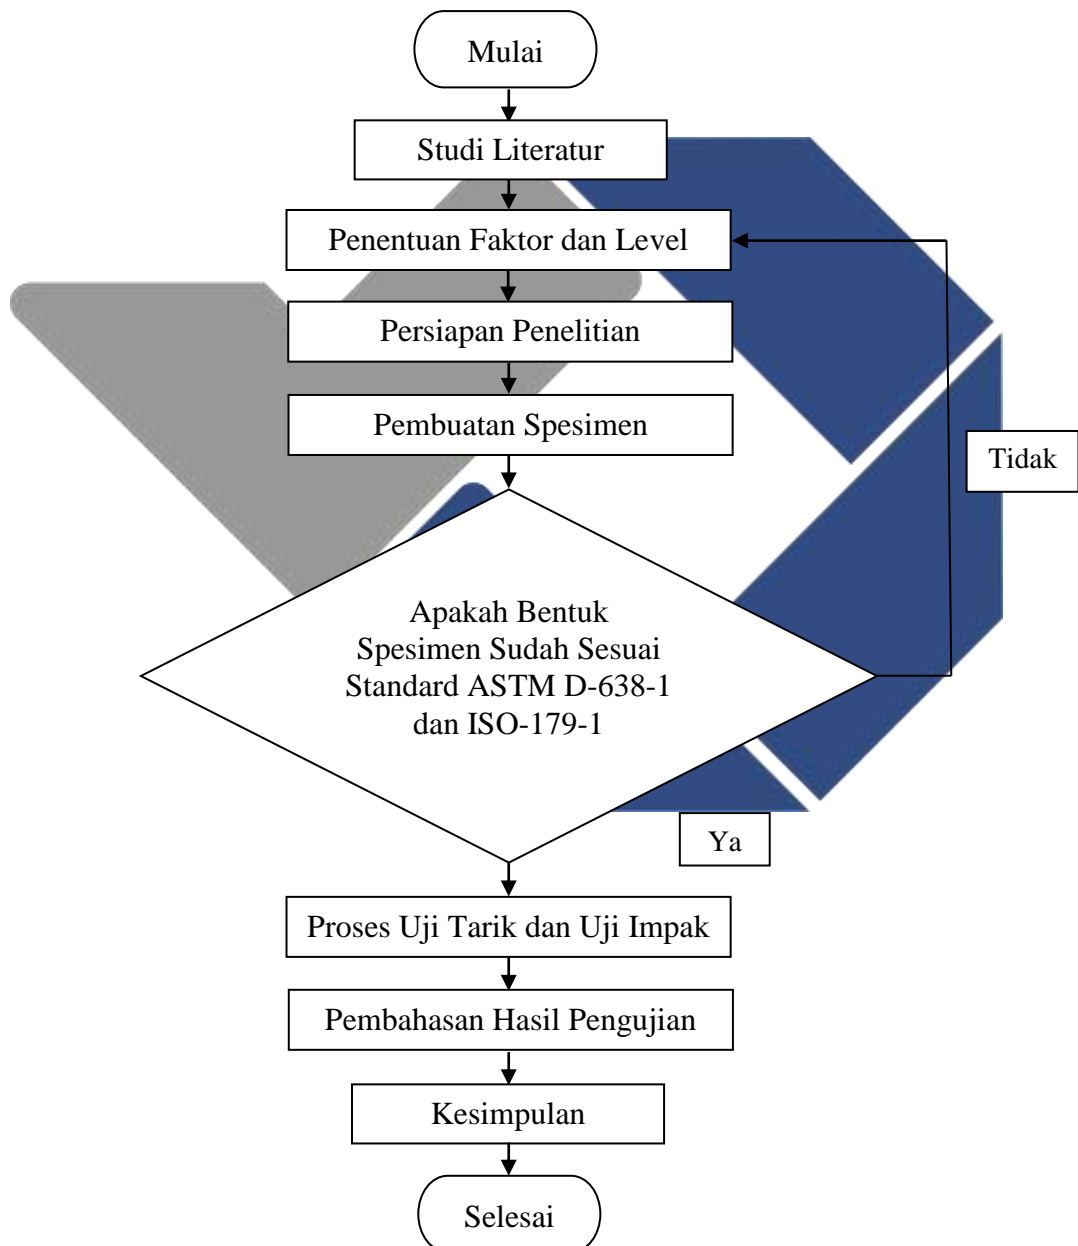 Mulai
Studi Literatur
Penentuan Faktor dan Level
Persiapan Penelitian
Pembuatan Spesimen
Tidak
Apakah Bentuk
Spesimen Sudah Sesuai
Standard ASTM D-638-1
dan ISO-179-1
Ya
Proses Uji Tarik dan Uji Impak
Pembahasan Hasil Pengujian
Kesimpulan
Selesai